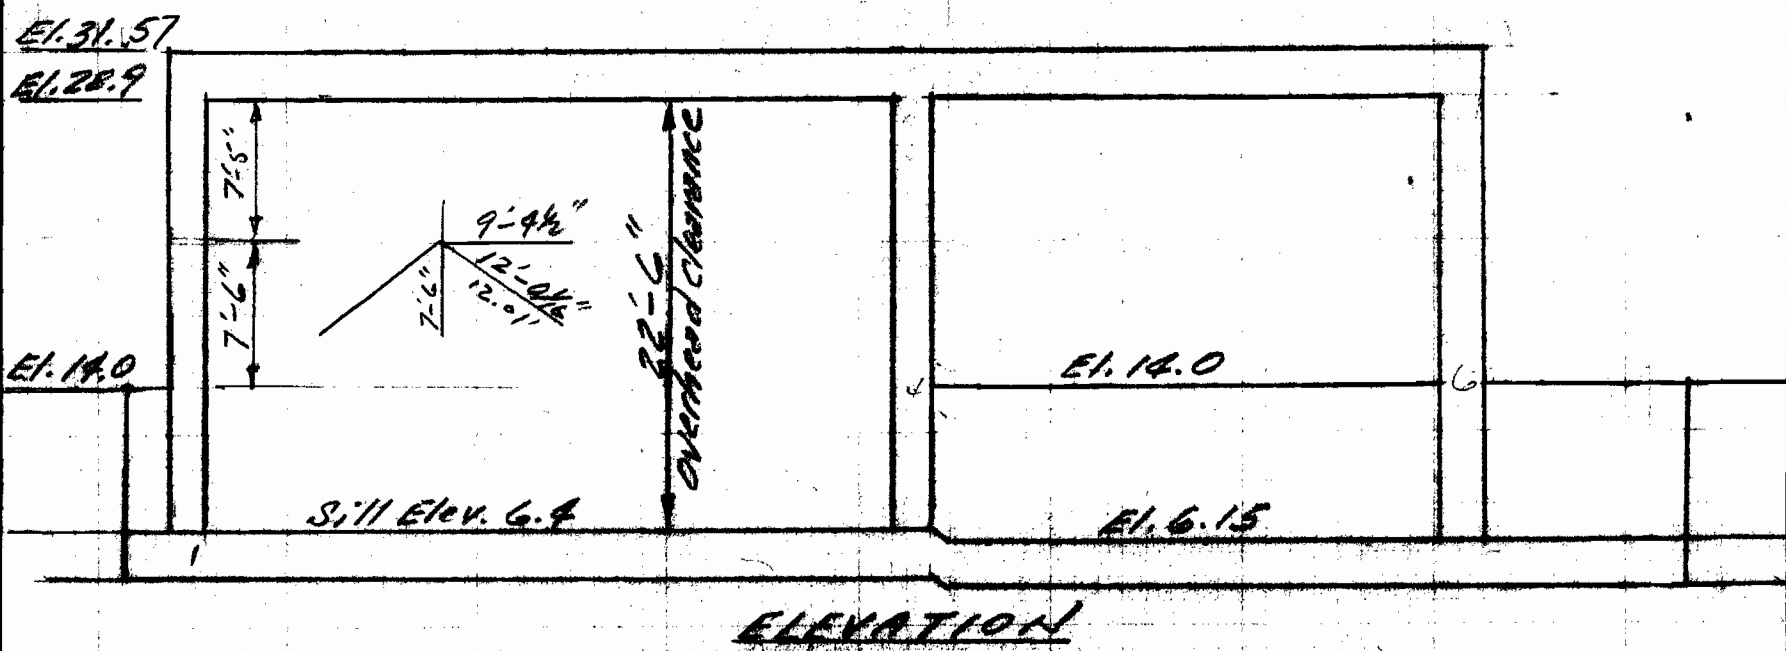 El. 31.57
El. 28.9
7'-5"
9'-4½"
7'-6"
7'-6"
12'-0⅛"
12.01'
22'-6"
Overhead Clearance
El. 14.0
El. 14.0
6
Sill Elev. 6.4
El. 6.15
1
ELEVATION